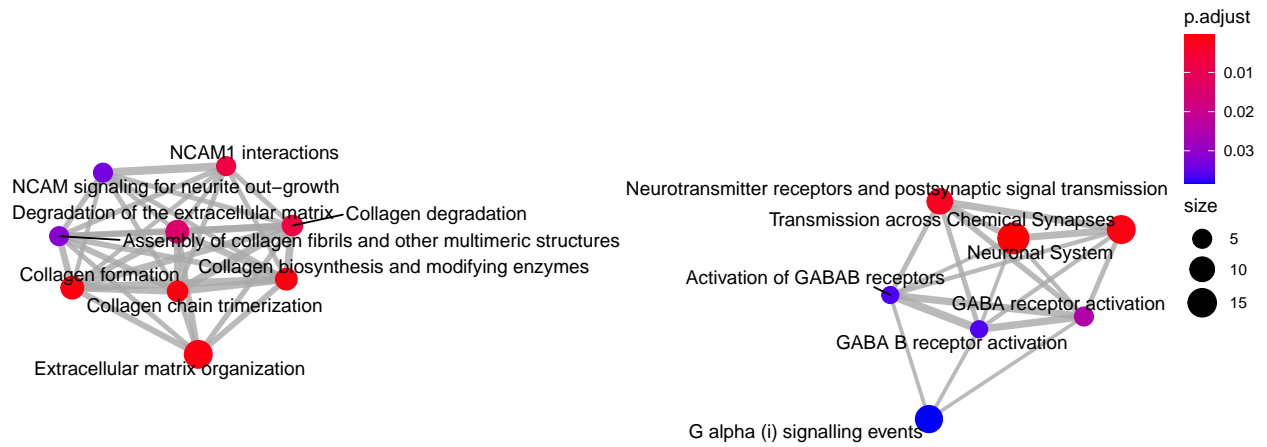 p.adjust
0.01
0.02
0.03
size
5
10
15
NCAM1 interactions
NCAM signaling for neurite out−growth
Degradation of the extracellular matrix
Collagen degradation
Assembly of collagen fibrils and other multimeric structures
Collagen formation
Collagen biosynthesis and modifying enzymes
Collagen chain trimerization
Extracellular matrix organization
Neurotransmitter receptors and postsynaptic signal transmission
Transmission across Chemical Synapses
Neuronal System
Activation of GABAB receptors
GABA receptor activation
GABA B receptor activation
G alpha (i) signalling events